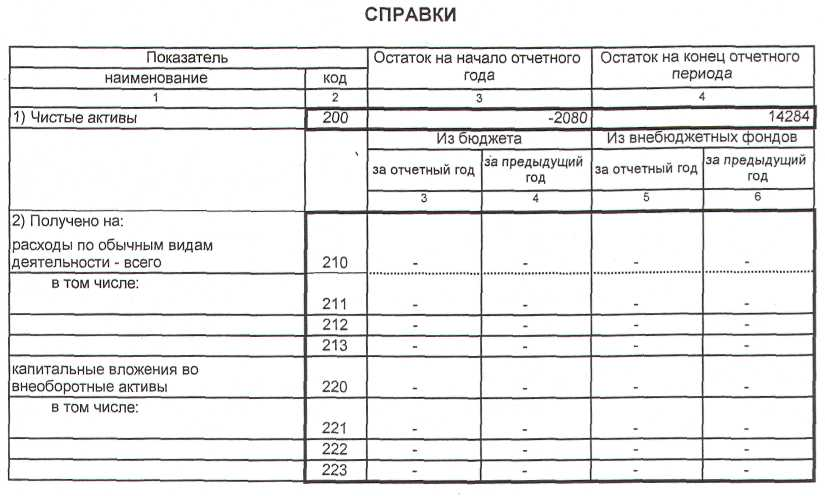 СПРАВКИ
Показатель
Остаток на начало отчетного
года
Остаток на конец отчетного
периода
наименование
код
1
2
3
4
1) Чистые активы
200
-2080
14284
Из бюджета
Из внебюджетных фондов
за отчетный год
за предыдущий
год
за отчетный год
за предыдущий
год
3
4
5
6
2) Получено на:
расходы по обычным видам
деятельности - всего
210
-
-
-
-
в том числе:
211
-
-
-
-
212
-
-
-
-
213
-
-
-
-
капитальные вложения во
внеоборотные активы
220
-
-
-
-
в том числе:
221
-
-
-
-
222
-
-
-
-
223
-
-
-
-